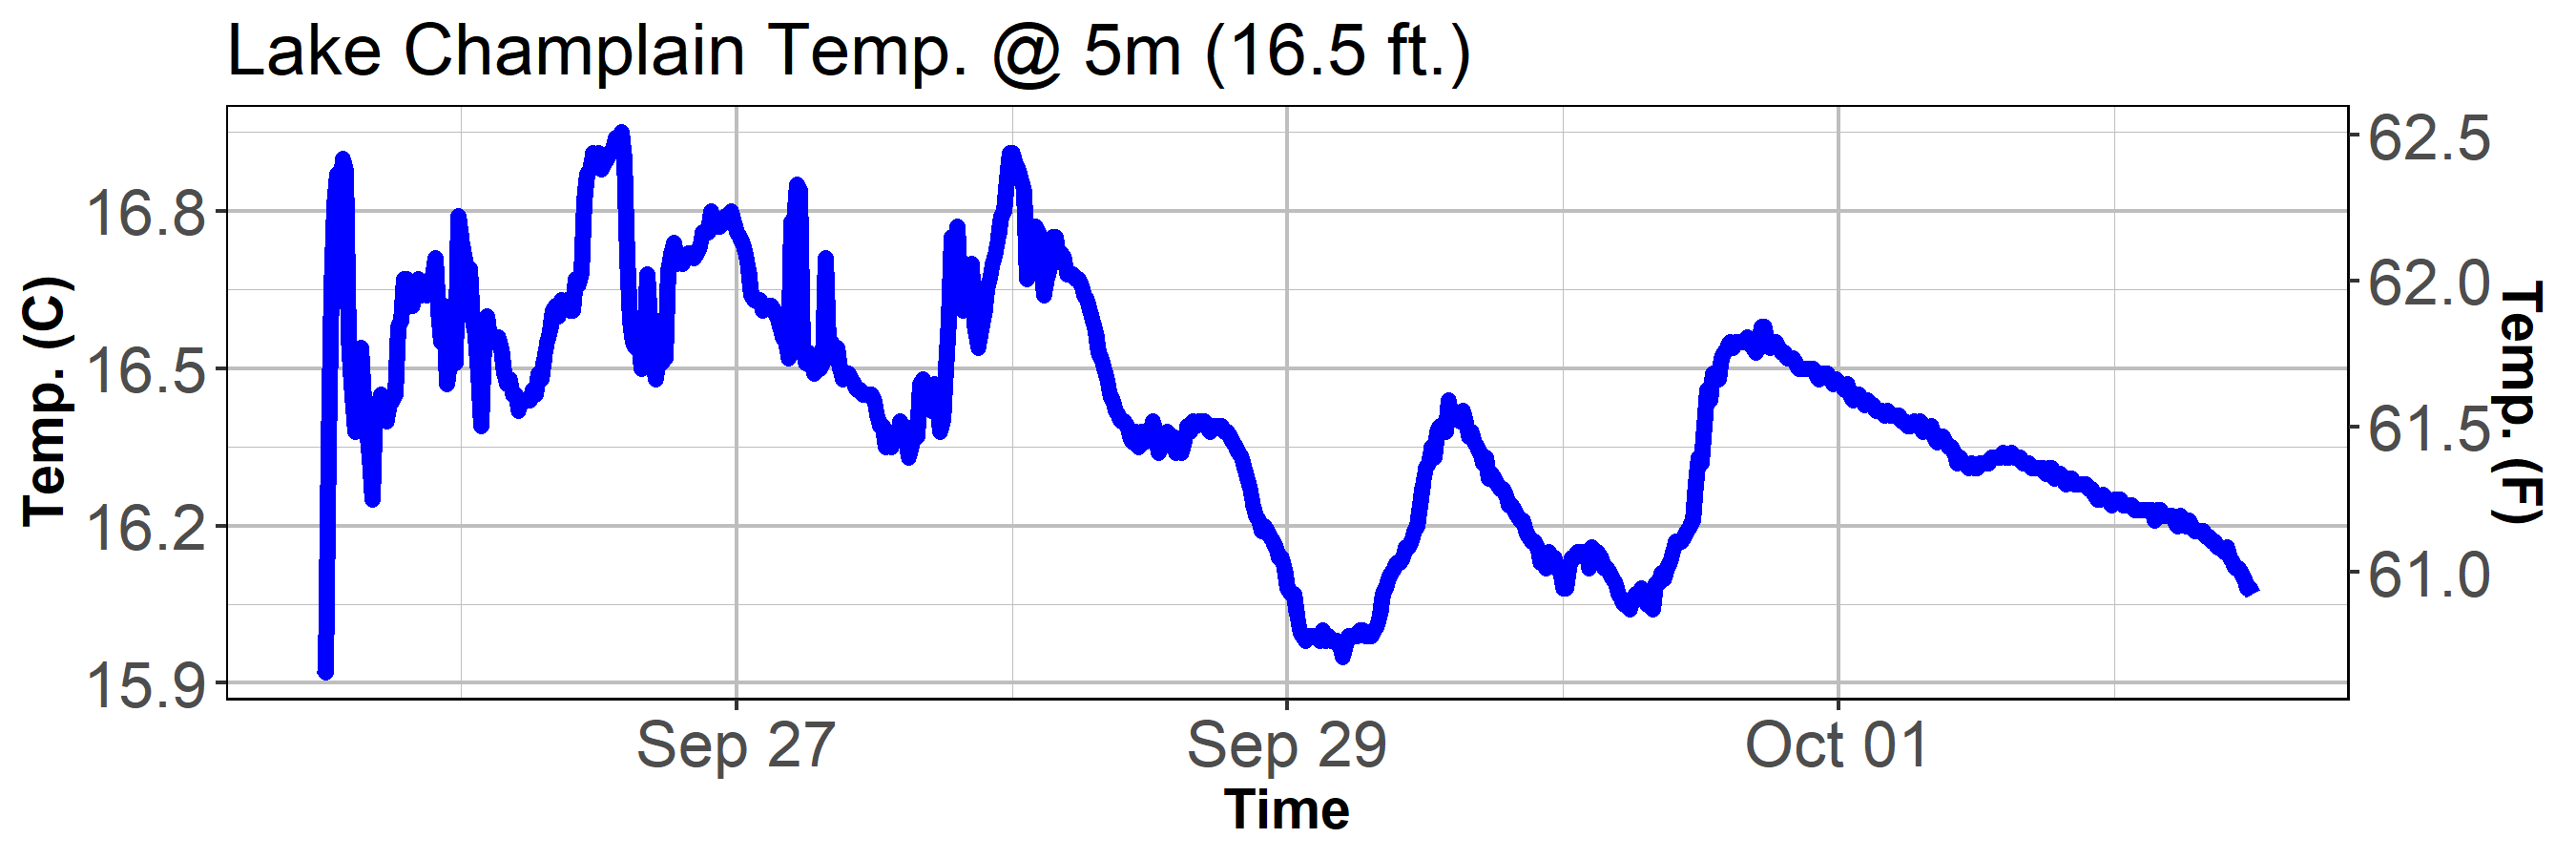 Lake Champlain Temp. @ 5m (16.5 ft.)
Temp. (C)
16.8
16.5
16.2
15.9
62.5
62.0
61.5
61.0
Temp. (F)
Sep 27
Sep 29
Oct 01
Time